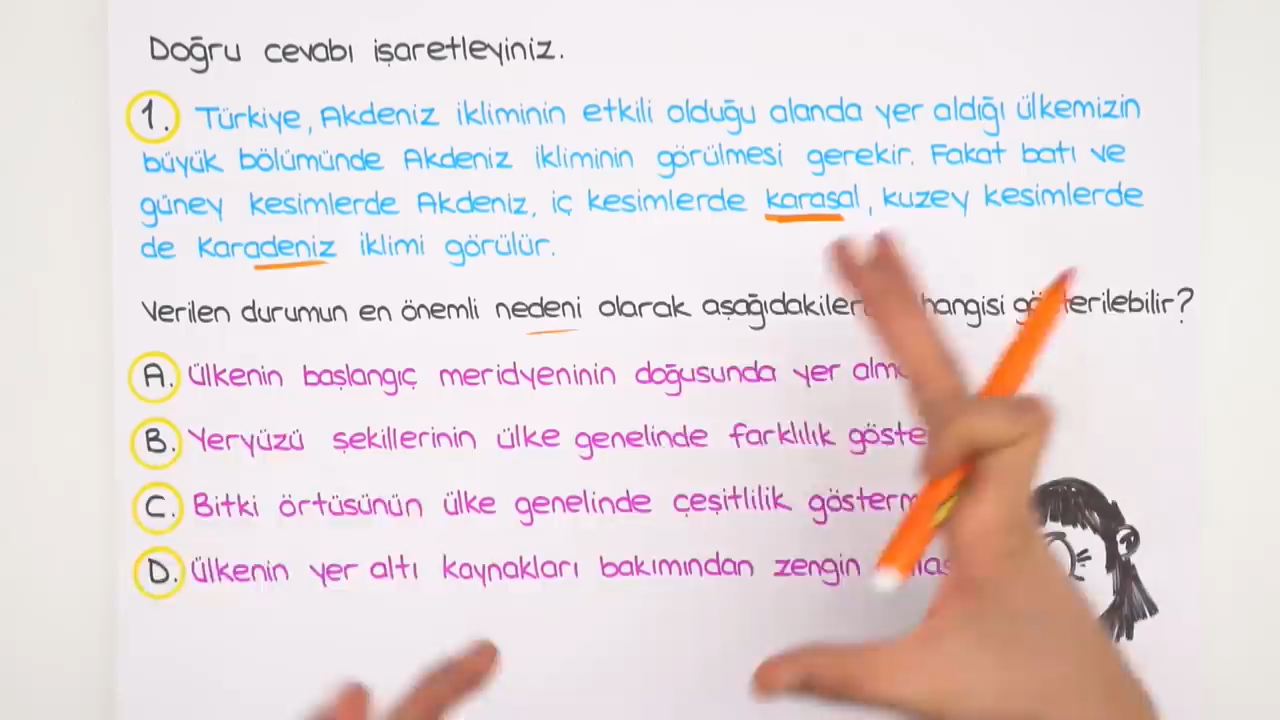 Doğru cevabı işaretleyiniz.
1. Türkiye, Akdeniz ikliminin etkili olduğu alanda yer aldığı ülkemizin
büyük bölümünde Akdeniz ikliminin görülmesi gerekir. Fakat batı ve
güney kesimlerde Akdeniz, iç kesimlerde karasal, kuzey kesimlerde
de Karadeniz iklimi görülür.
Verilen durumun en önemli nedeni olarak aşağıdakiler hangisi gösterilebilir?
A. Ülkenin başlangıç meridyeninin doğusunda yer
B. Yeryüzü şekillerinin ülke genelinde farklılık
C. Bitki örtüsünün ülke genelinde çeşitlilik
D. Ülkenin yer altı kaynakları bakımından zengin